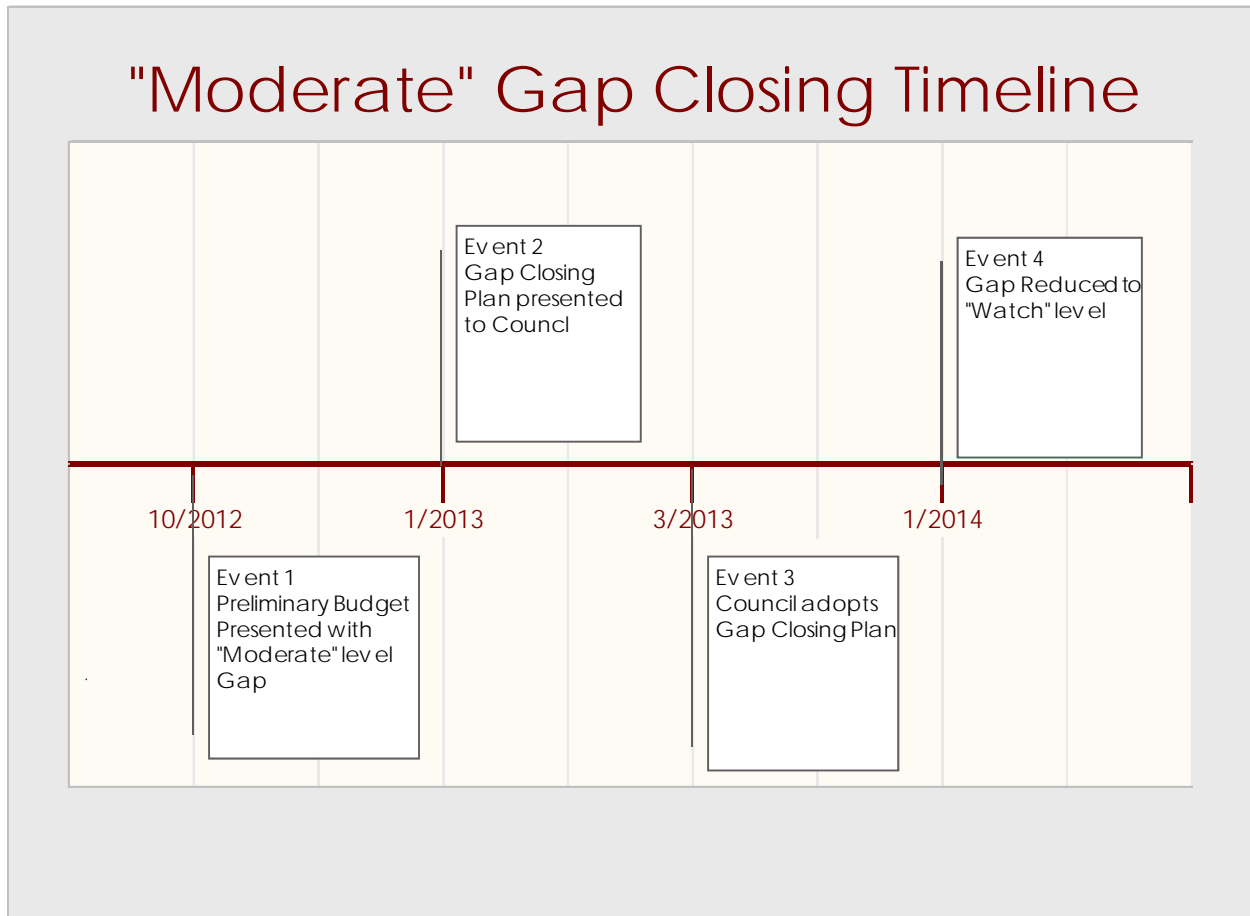 "Moderate" Gap Closing Timeline
Event 2
Gap Closing
Plan presented
to Councl
Event 4
Gap Reduced to
"Watch" level
10/2012
1/2013
3/2013
1/2014
Event 1
Preliminary Budget
Presented with
"Moderate" level
Gap
Event 3
Council adopts
Gap Closing Plan